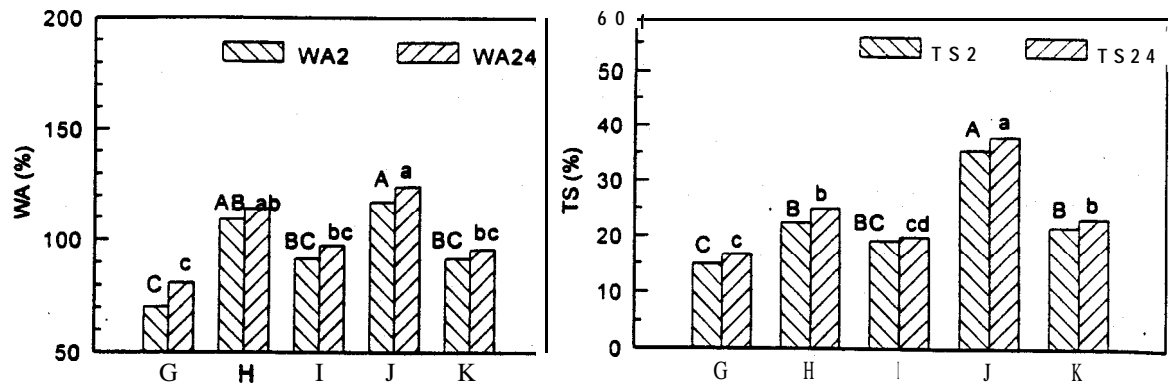 200
WA2 WA24
150
A a
AB ab
WA (%)
100
BC bc BC bc
C c
50
G H I J K
60
TS2 TS24
50
40
A a
30
TS (%)
B b B b
20
BC cd
C c
10
0
G H I J K